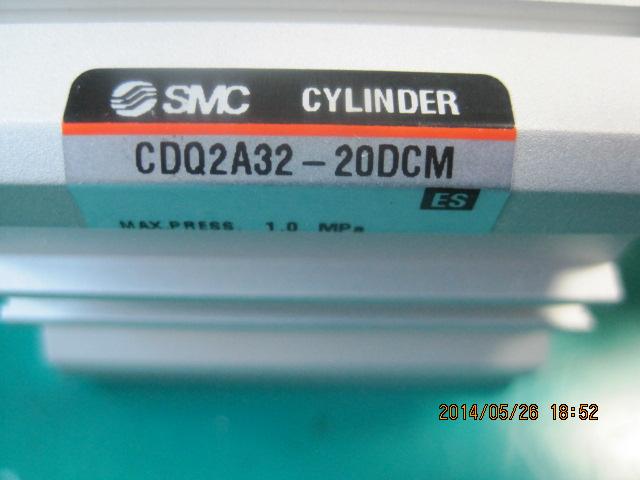 SMC CYLINDER
CDQ2A32-20DCM
ES
MAX.PRESS. 1.0 MPa
2014/05/26 18:52